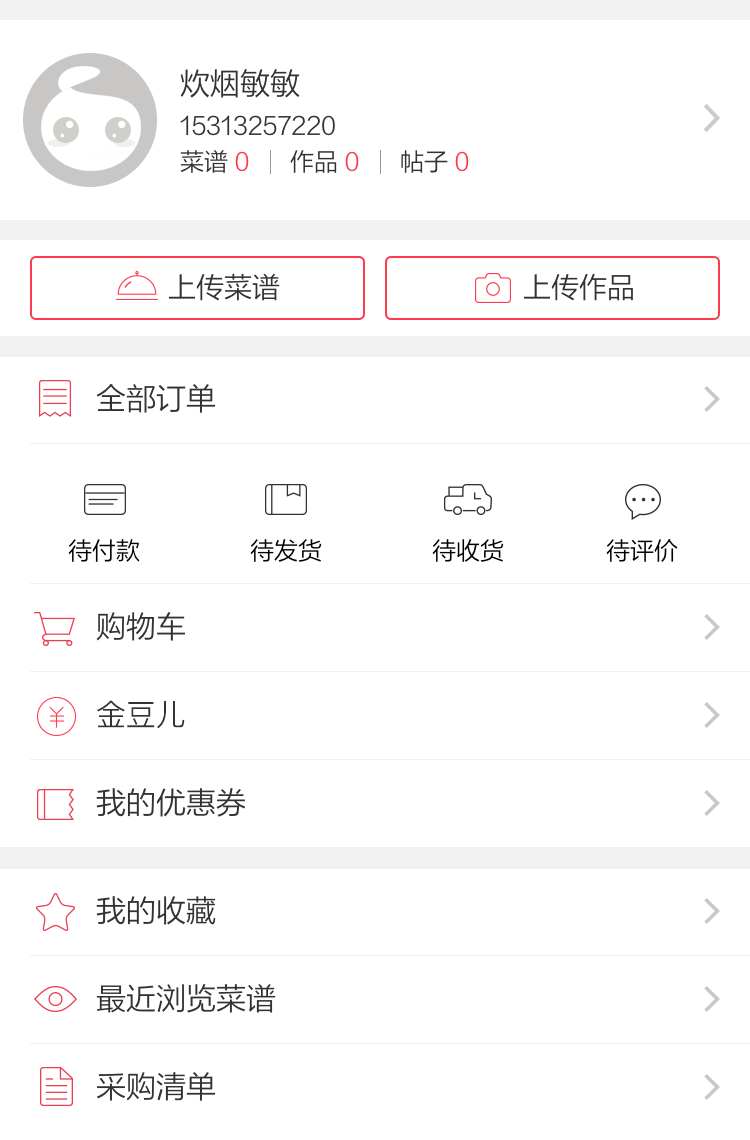 炊烟敏敏
15313257220
菜谱 0 作品 0 帖子 0
上传菜谱 上传作品
全部订单
待付款 待发货 待收货 待评价
购物车
金豆儿
我的优惠券
我的收藏
最近浏览菜谱
采购清单